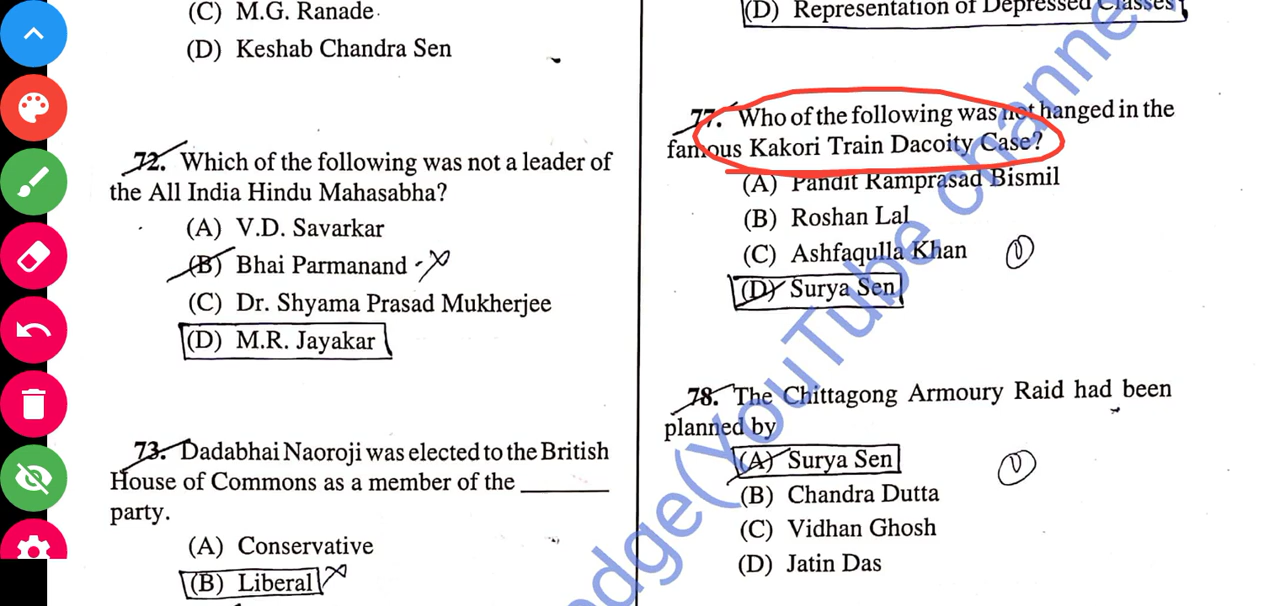 (C) M.G. Ranade
(D) Keshab Chandra Sen
72. Which of the following was not a leader of
the All India Hindu Mahasabha?
(A) V.D. Savarkar
(B) Bhai Parmanand
(C) Dr. Shyama Prasad Mukherjee
(D) M.R. Jayakar
73. Dadabhai Naoroji was elected to the British
House of Commons as a member of the ________
party.
(A) Conservative
(B) Liberal
(D) Representation of Depressed Classes
77. Who of the following was not hanged in the
famous Kakori Train Dacoity Case?
(A) Pandit Ramprasad Bismil
(B) Roshan Lal
(C) Ashfaqulla Khan
(D) Surya Sen
78. The Chittagong Armoury Raid had been
planned by
(A) Surya Sen
(B) Chandra Dutta
(C) Vidhan Ghosh
(D) Jatin Das
edge(YouTube channe